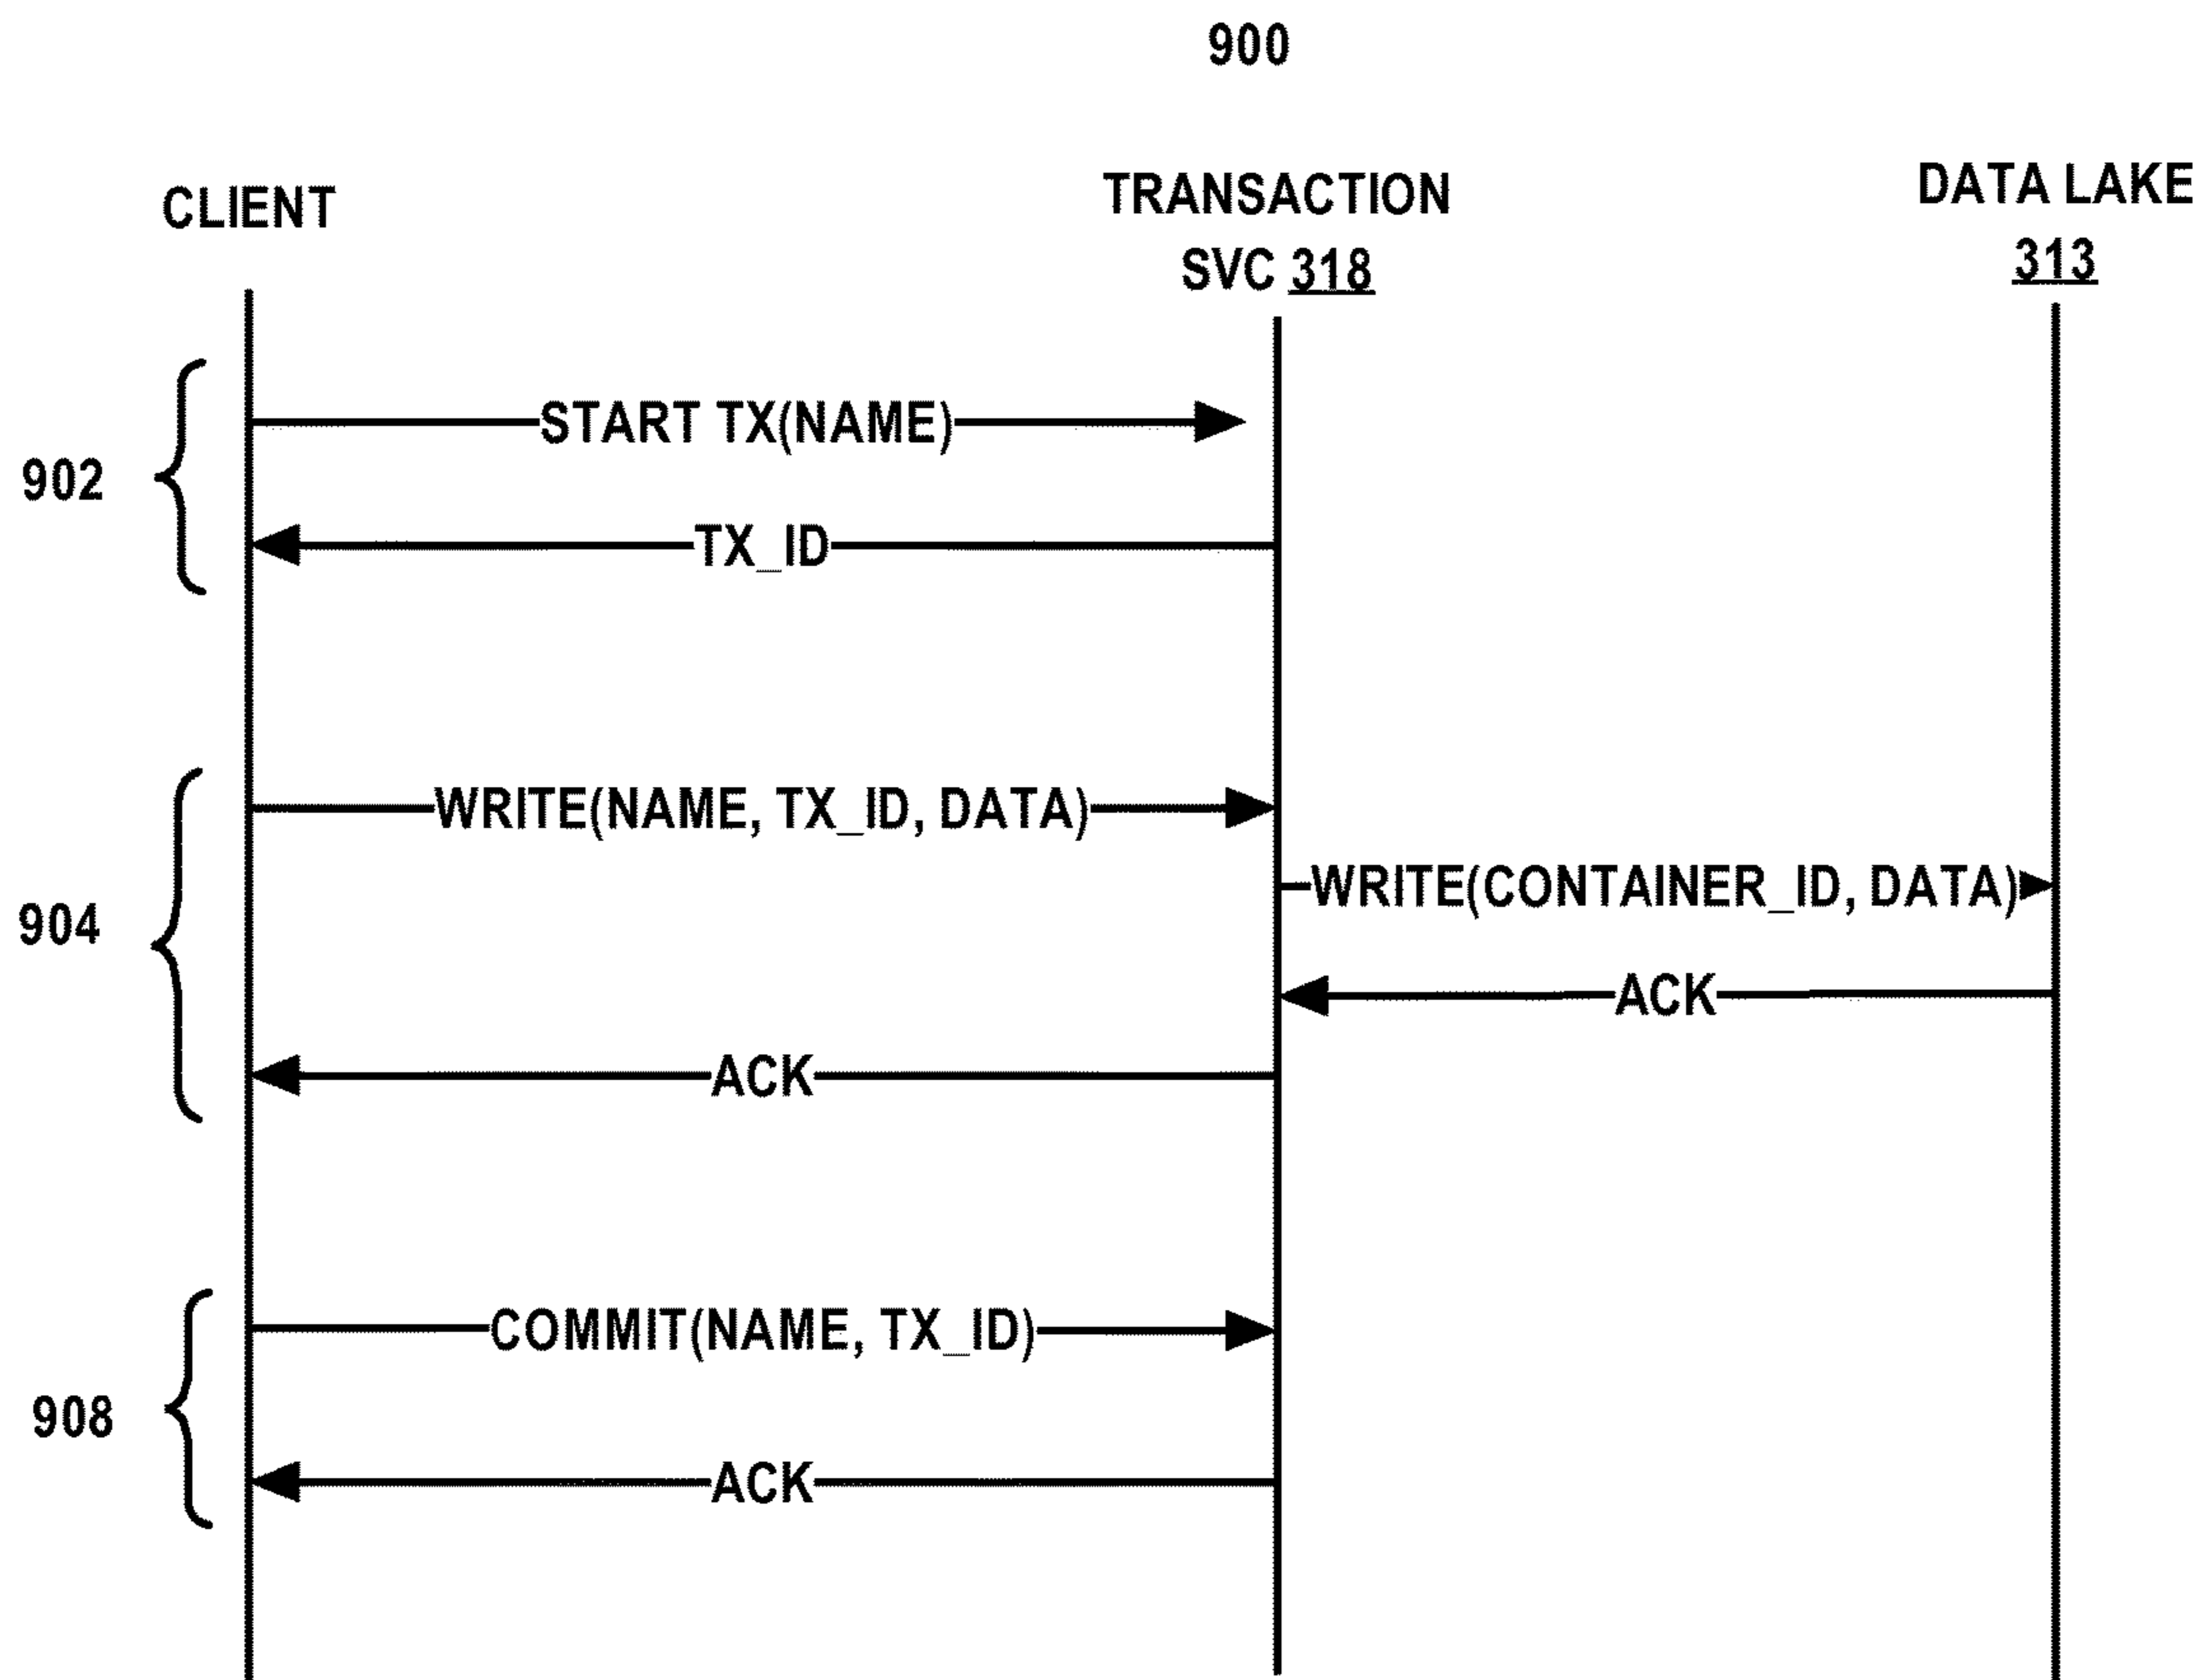 900
CLIENT
TRANSACTION
SVC 318
DATA LAKE
313
START TX(NAME)
902
TX_ID
WRITE(NAME, TX_ID, DATA)
WRITE(CONTAINER_ID, DATA)
904
ACK
ACK
COMMIT(NAME, TX_ID)
908
ACK